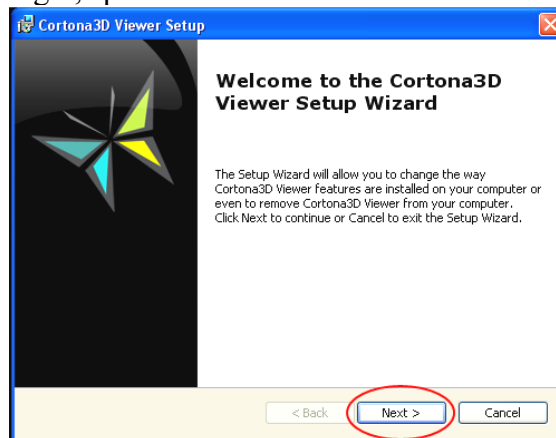 Cortona3D Viewer Setup
Welcome to the Cortona3D
Viewer Setup Wizard
The Setup Wizard will allow you to change the way
Cortona3D Viewer features are installed on your computer or
even to remove Cortona3D Viewer from your computer.
Click Next to continue or Cancel to exit the Setup Wizard.
< Back
Next >
Cancel